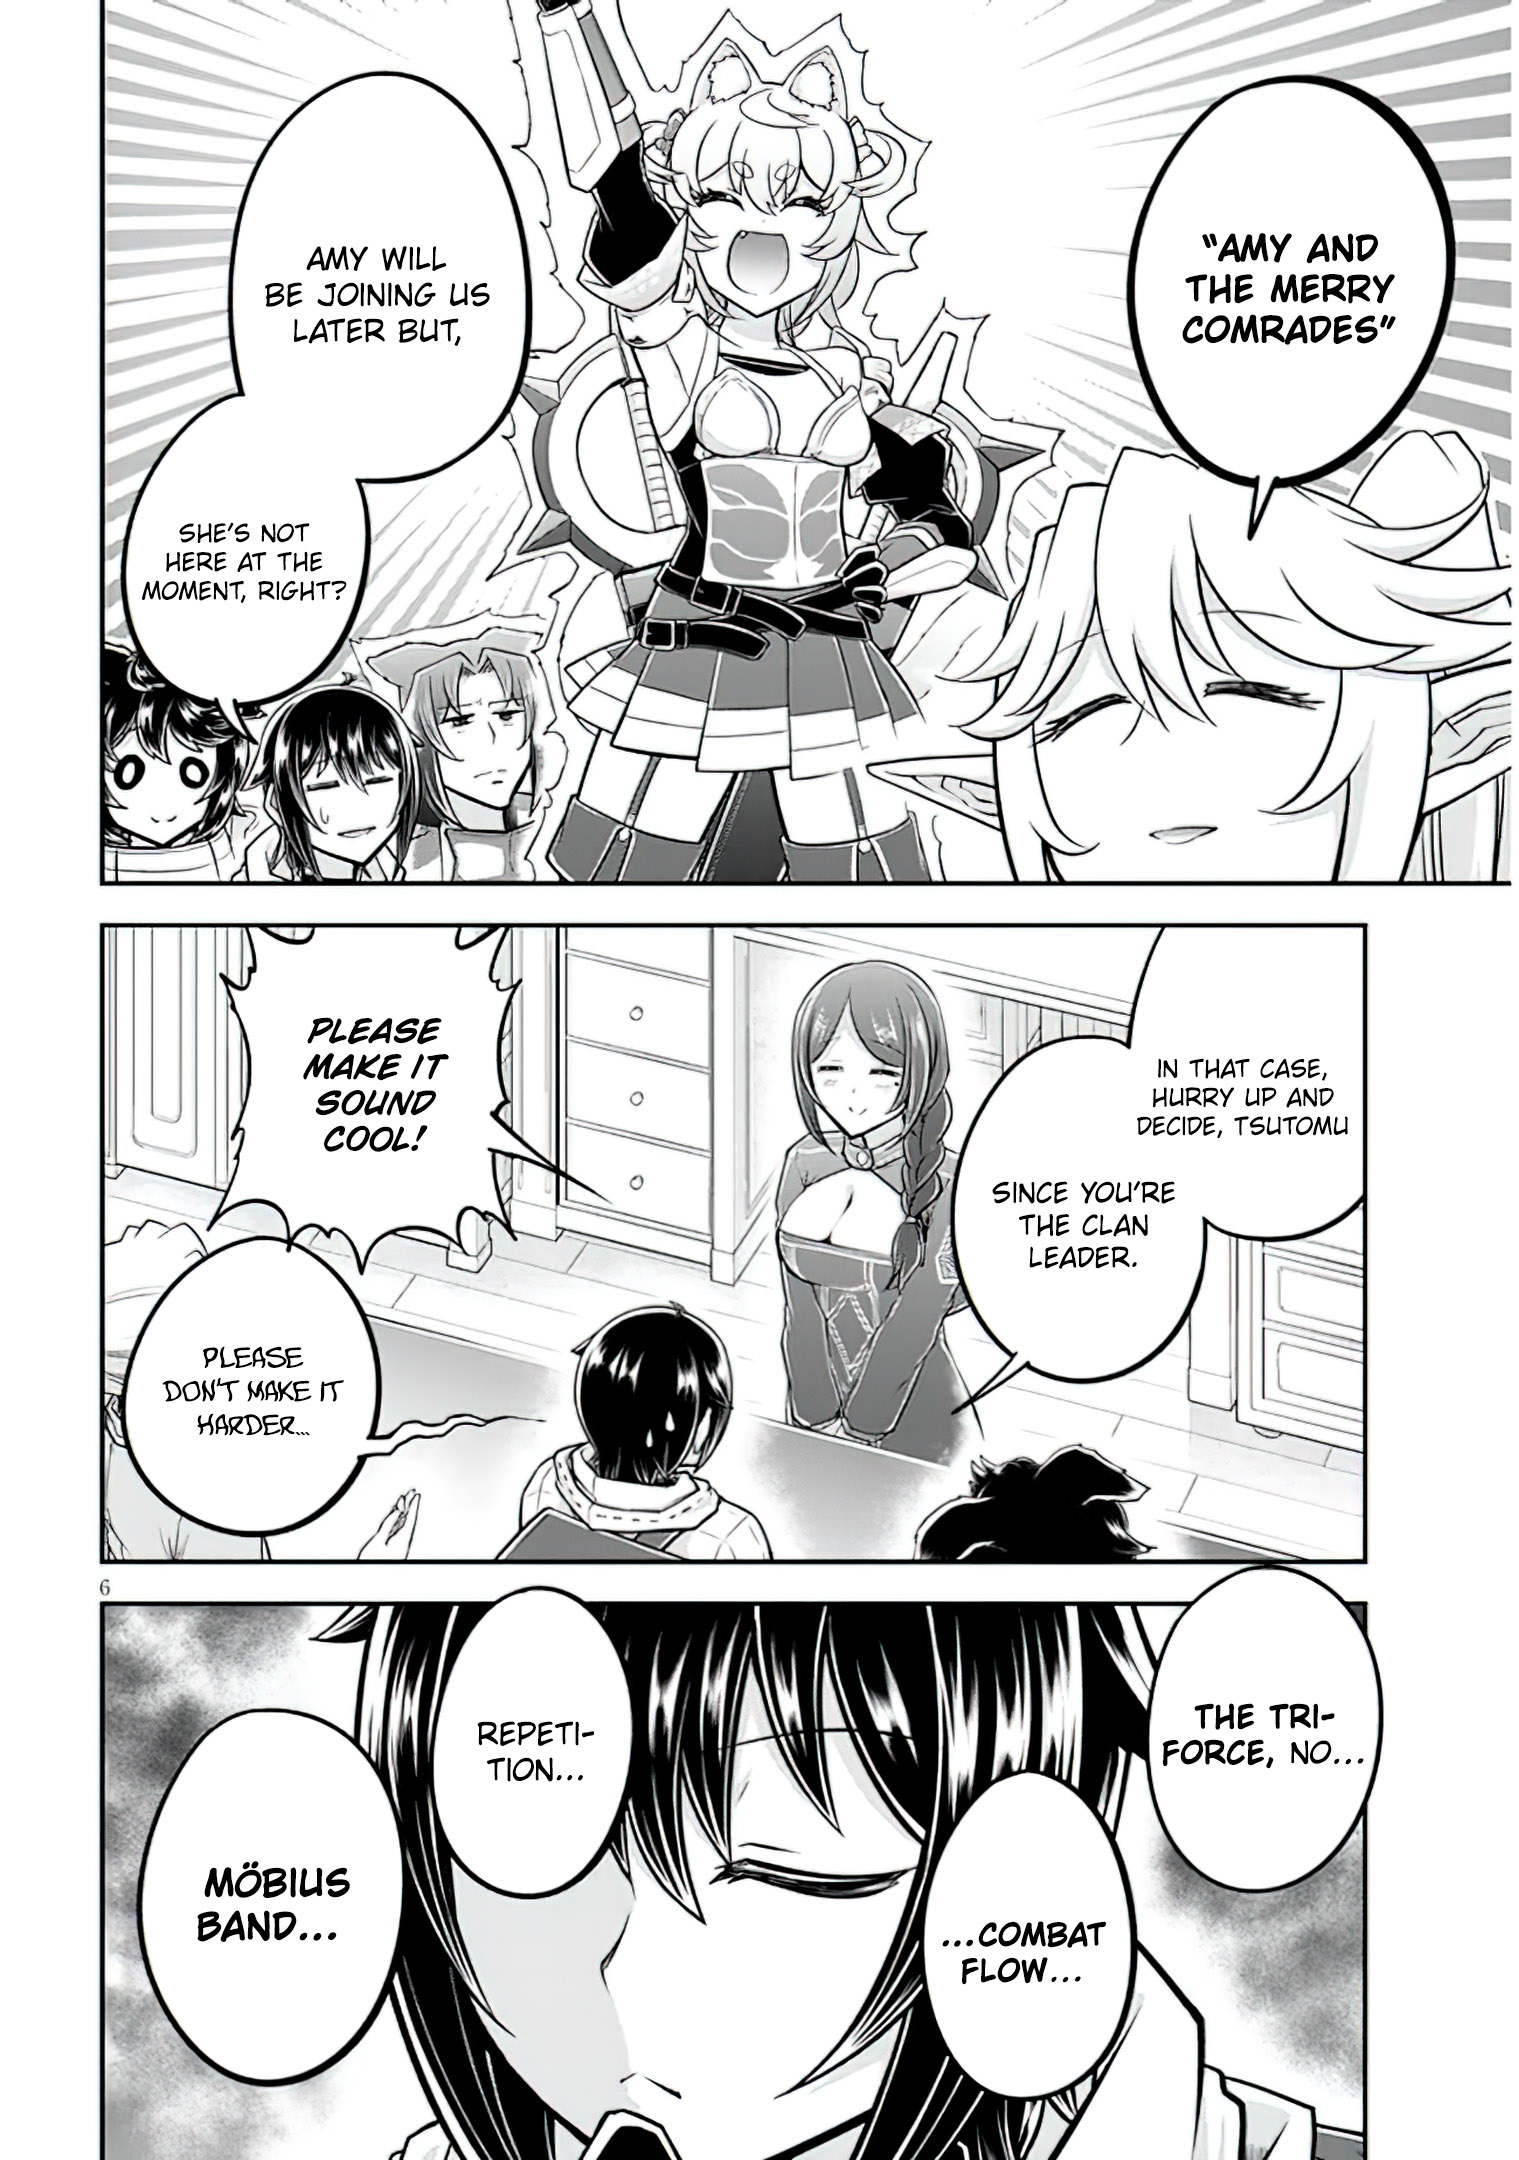 “AMY AND
THE MERRY
COMRADES”
AMY WILL
BE JOINING US
LATER BUT,
SHE'S NOT
HERE AT THE
MOMENT, RIGHT?
IN THAT CASE,
HURRY UP AND
DECIDE, TSUTOMU
SINCE YOU'RE
THE CLAN
LEADER.
PLEASE
MAKE IT
SOUND
COOL!
PLEASE
DON'T MAKE IT
HARDER...
6
THE TRI-
FORCE, NO...
...COMBAT
FLOW...
REPETI-
TION...
MÖBIUS
BAND...